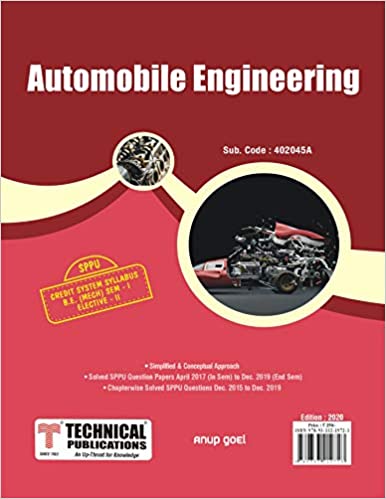 Automobile Engineering
Sub. Code : 402045A
SPPU
CREDIT SYSTEM SYLLABUS
B.E. (MECH) SEM - I
ELECTIVE - II
• Simplified & Conceptual Approach
• Solved SPPU Question Papers April 2017 (In Sem) to Dec. 2019 (End Sem)
• Chapterwise Solved SPPU Questions Dec. 2015 to Dec. 2019
TECHNICAL
PUBLICATIONS
SINCE 1993
An Up-Thrust for Knowledge
Anup goel
Edition : 2020